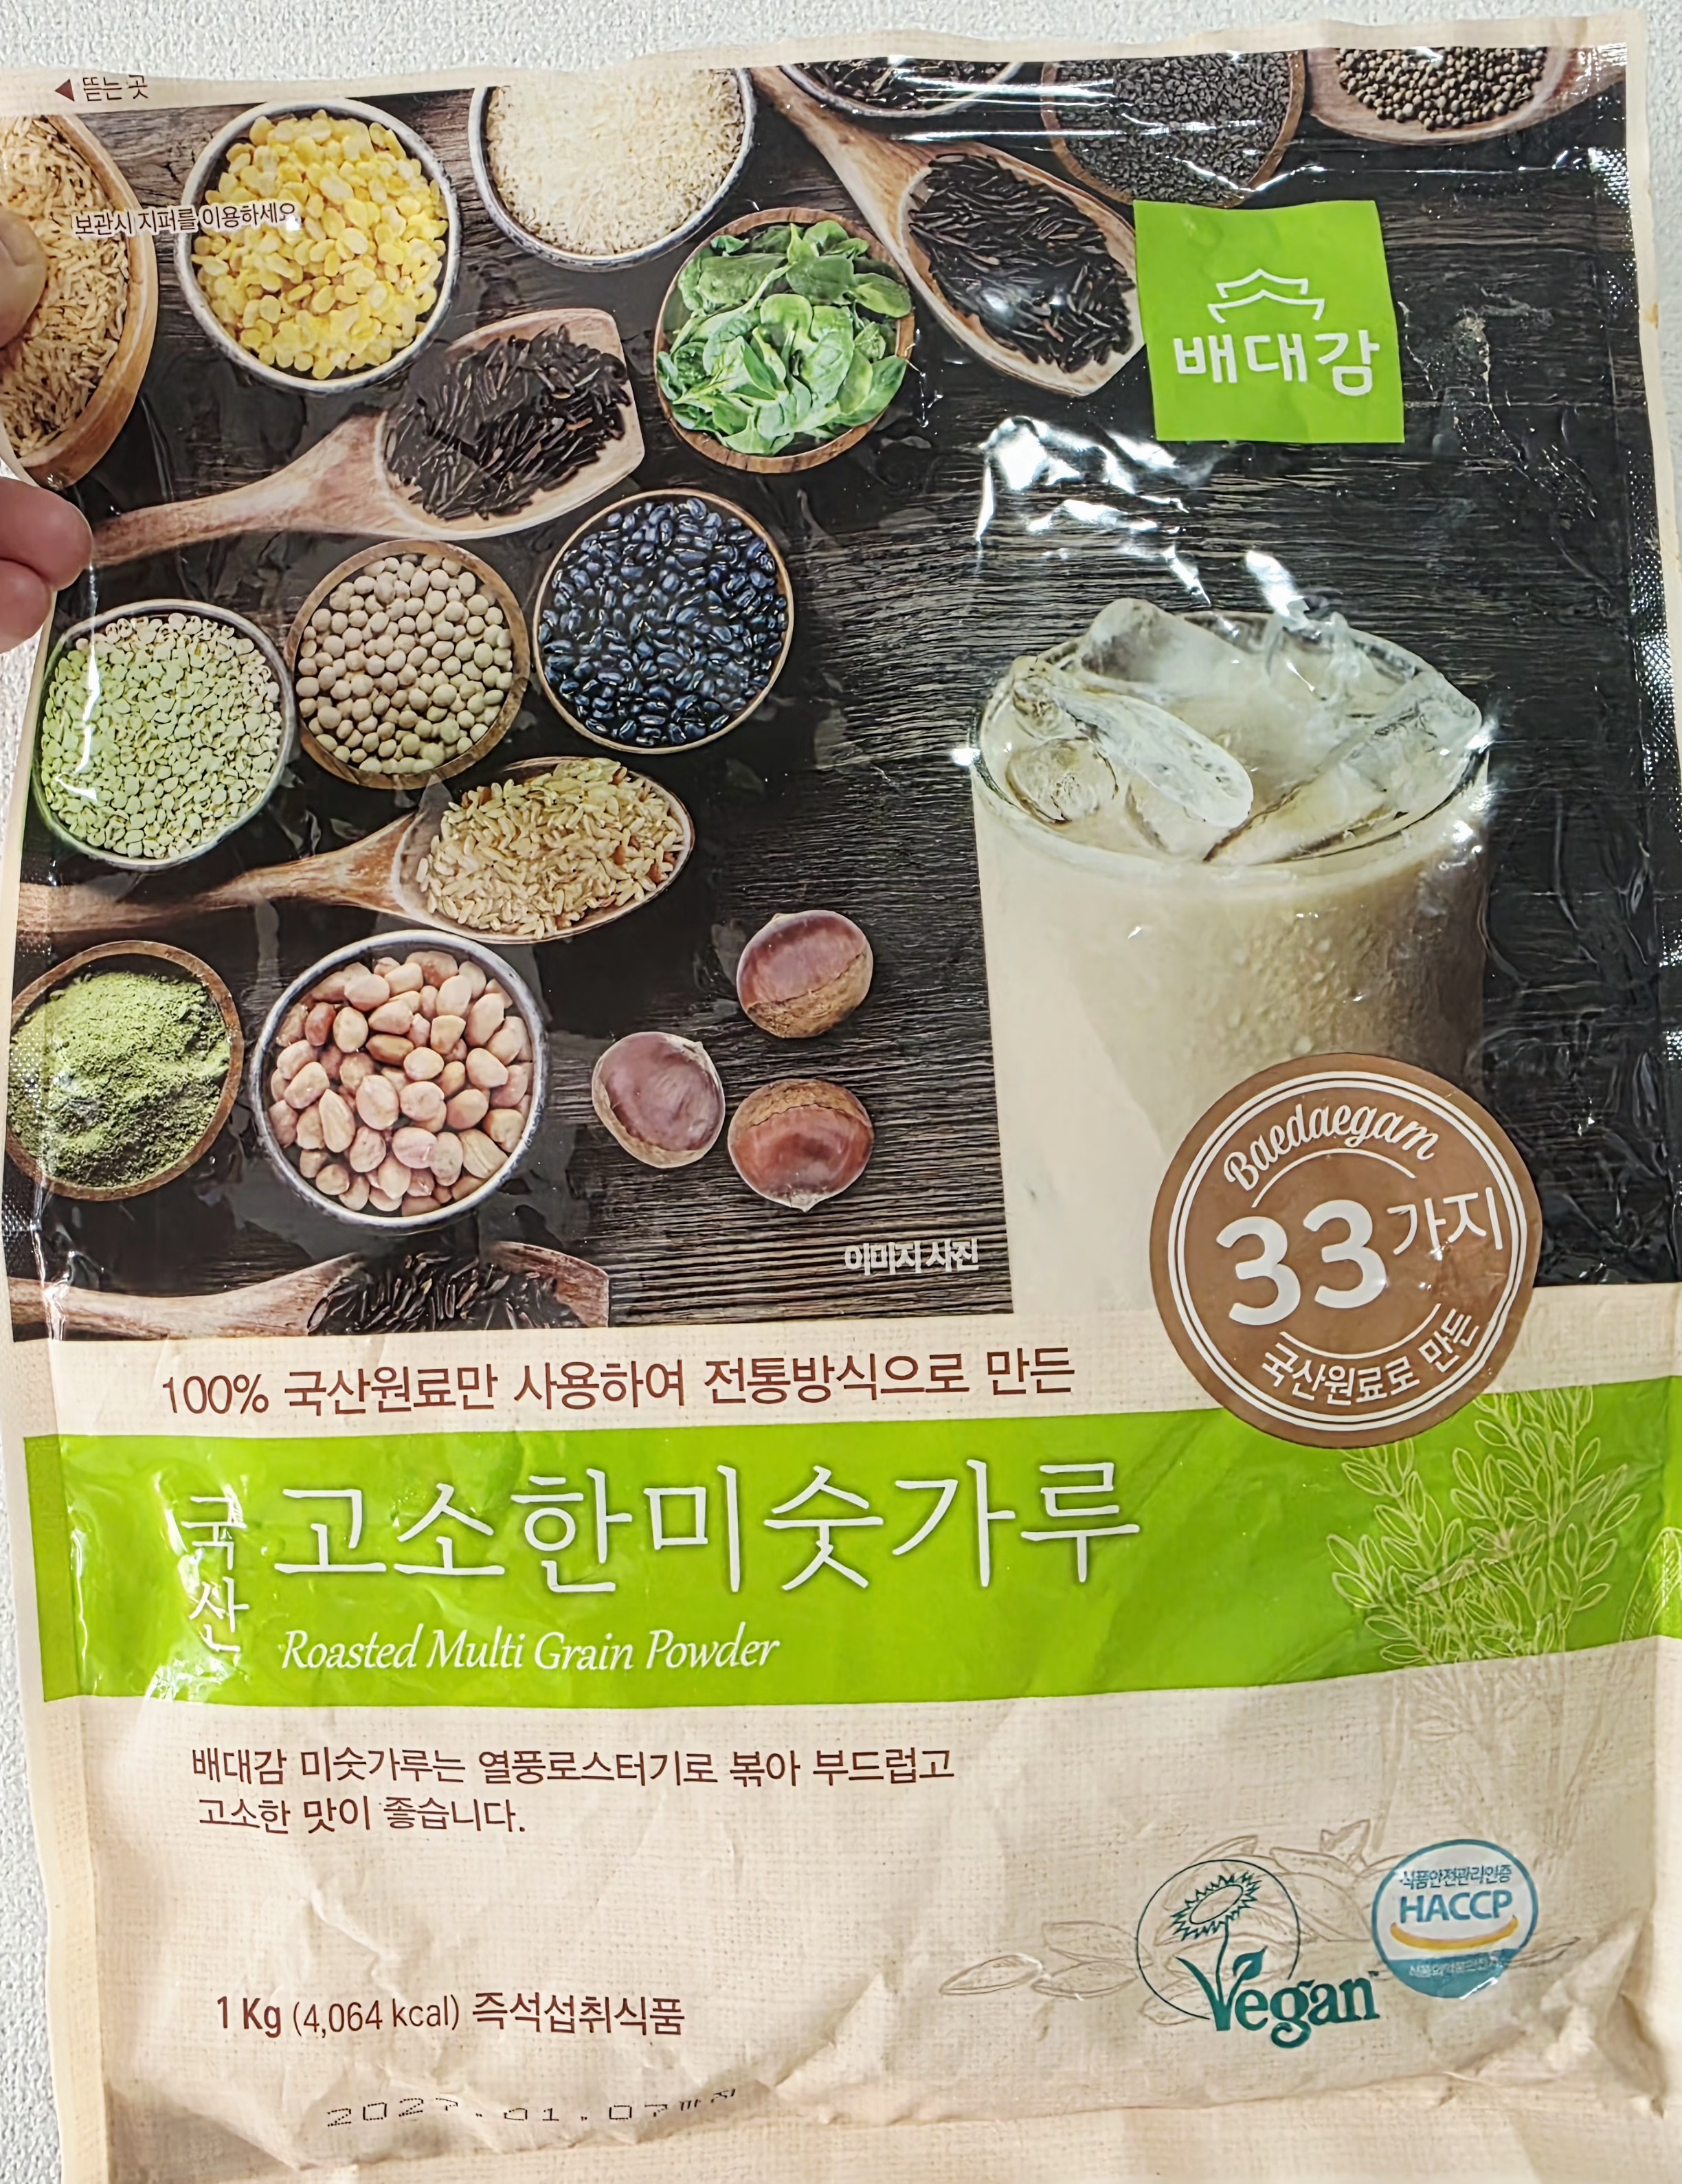 뜯는 곳
보관시 지퍼를 이용하세요
배대감
Baedaegam
33가지
국산원료로 만든
이미지 사진
100% 국산원료만 사용하여 전통방식으로 만든
국산 고소한미숫가루
Roasted Multi Grain Powder
배대감 미숫가루는 열풍로스터기로 볶아 부드럽고
고소한 맛이 좋습니다.
식품안전관리인증
HACCP
Vegan
1 Kg (4,064 kcal) 즉석섭취식품
2027.01.07까지